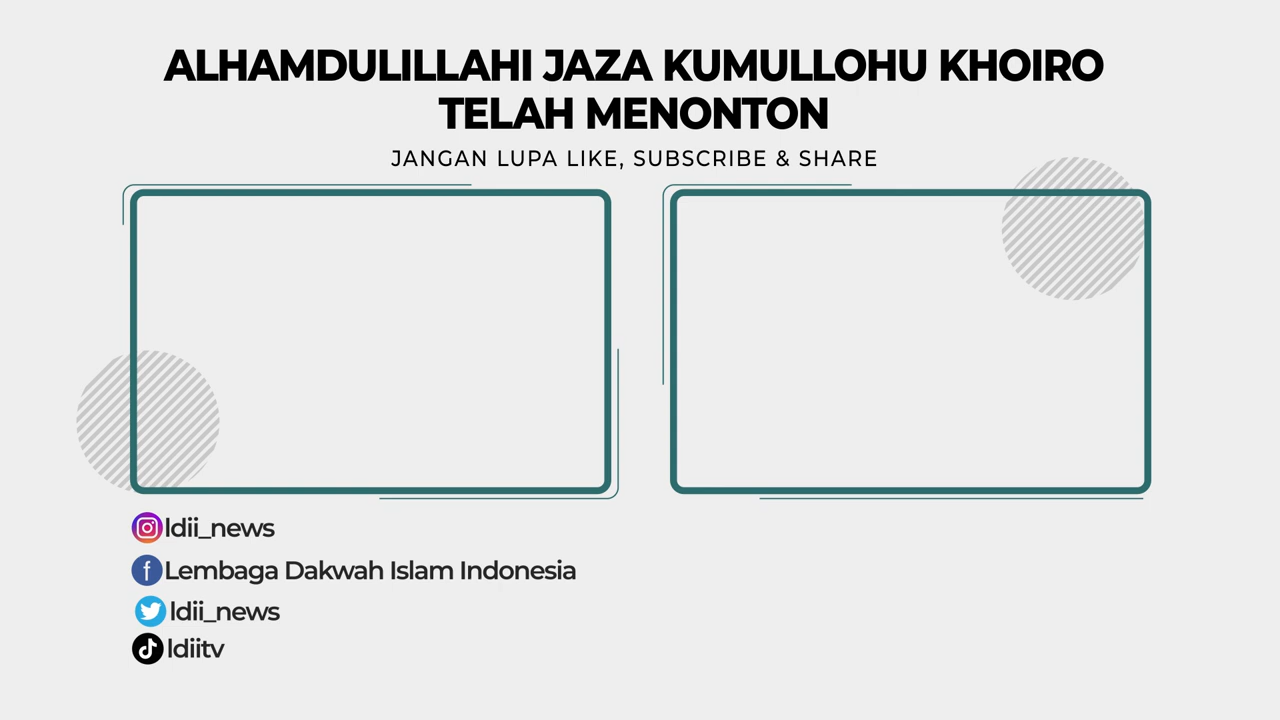 ALHAMDULILLAHI JAZA KUMULLOHU KHOIRO
TELAH MENONTON
JANGAN LUPA LIKE, SUBSCRIBE & SHARE
ldii_news
Lembaga Dakwah Islam Indonesia
ldii_news
ldiitv